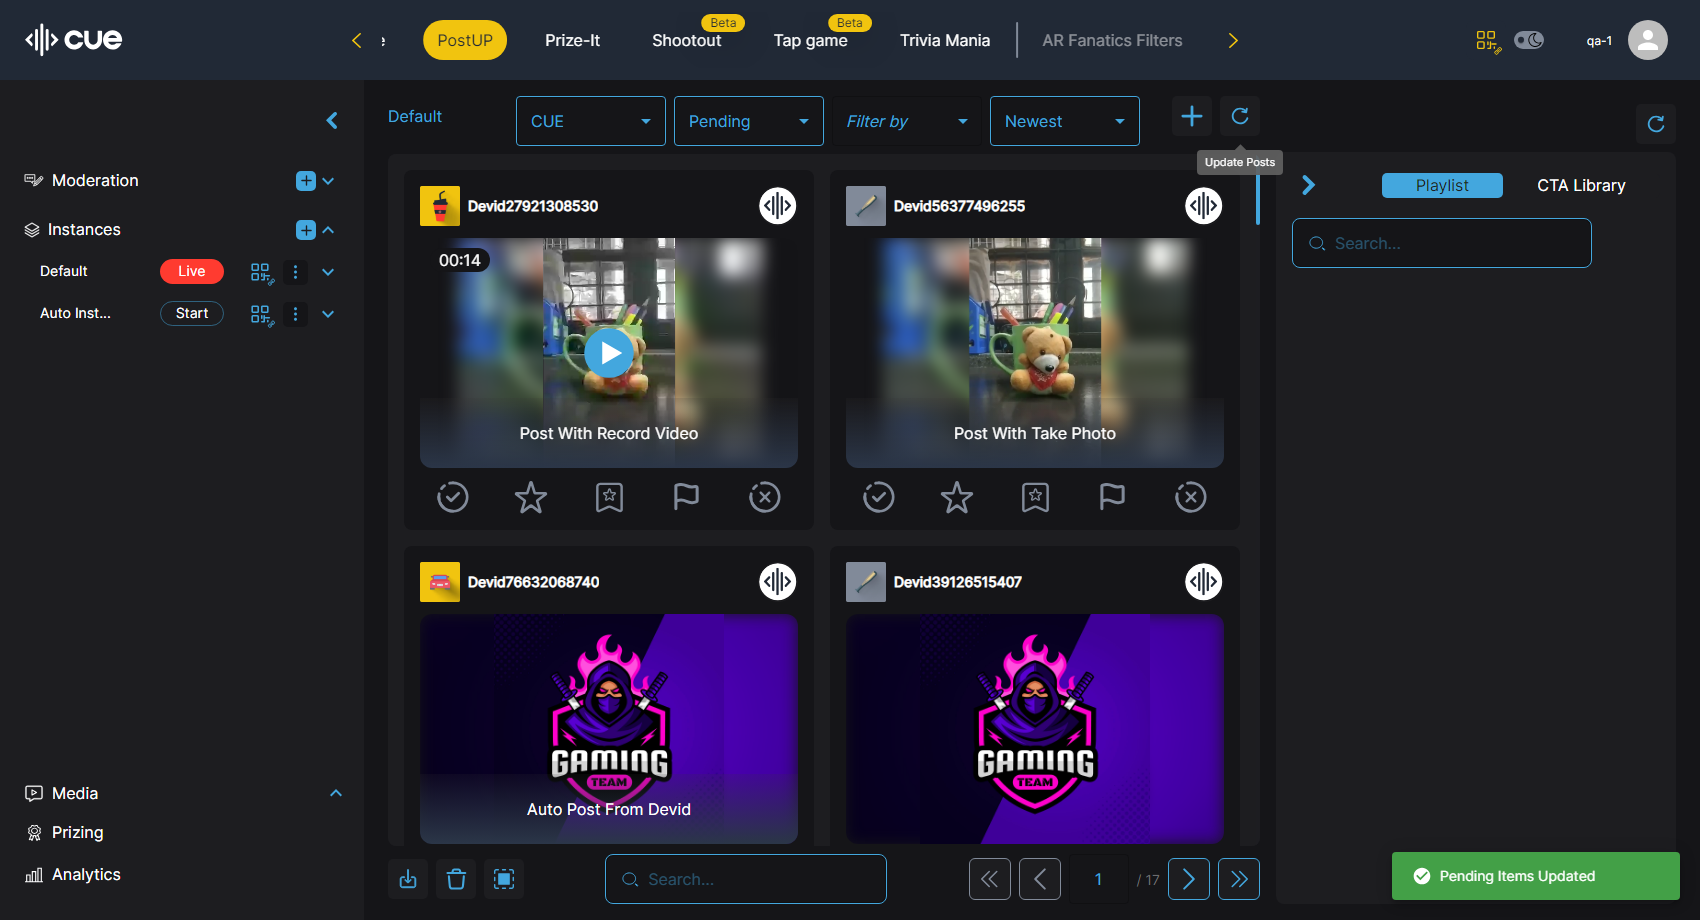 cue
PostUP
Prize-It
Shootout
Beta
Tap game
Beta
Trivia Mania
AR Fanatics Filters
qa-1
Moderation
Instances
Default
Live
Auto Inst...
Start
Media
Prizing
Analytics
Default
CUE
Pending
Filter by
Newest
Update Posts
Devid27921308530
00:14
Post With Record Video
Devid56377496255
Post With Take Photo
Devid76632068740
GAMING
TEAM
Auto Post From Devid
Devid39126515407
GAMING
TEAM
Search...
1
/ 17
Playlist
CTA Library
Search...
Pending Items Updated